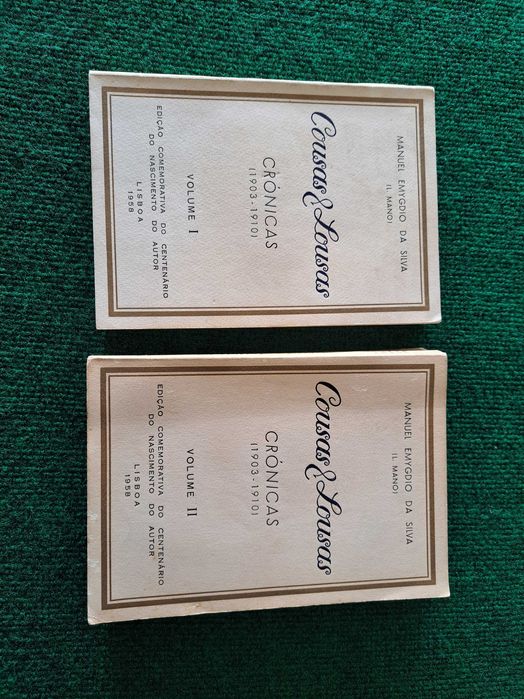 MANUEL EMYGDIO DA SILVA
(L. MANO)
Cousas & Lousas
CRÓNICAS
(1903-1910)
VOLUME I
EDIÇÃO COMEMORATIVA DO CENTENÁRIO
DO NASCIMENTO DO AUTOR
LISBOA
1958
MANUEL EMYGDIO DA SILVA
(L. MANO)
Cousas & Lousas
CRÓNICAS
(1903-1910)
VOLUME II
EDIÇÃO COMEMORATIVA DO CENTENÁRIO
DO NASCIMENTO DO AUTOR
LISBOA
1958